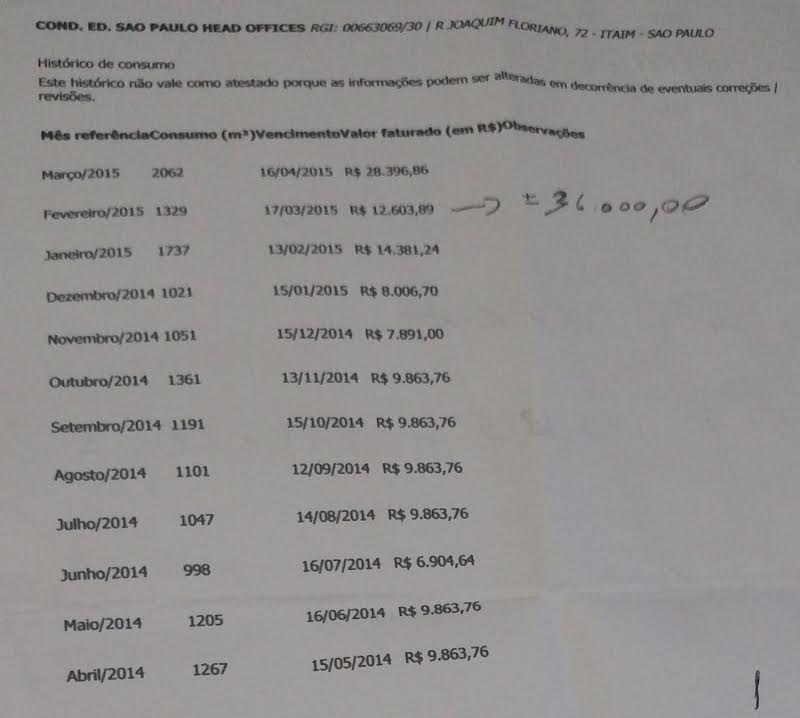 COND. ED. SAO PAULO HEAD OFFICES RGI: 00663069/30 | R JOAQUIM FLORIANO, 72 - ITAIM - SAO PAULO
Histórico de consumo
Este histórico não vale como atestado porque as informações podem ser alteradas em decorrência de eventuais correções /
revisões.
Mês referênciaConsumo (m³)VencimentoValor faturado (em R$)Observações
Março/2015 2062 16/04/2015 R$ 28.396,86
Fevereiro/2015 1329 17/03/2015 R$ 12.603,89 → ± 36.000,00
Janeiro/2015 1737 13/02/2015 R$ 14.381,24
Dezembro/2014 1021 15/01/2015 R$ 8.006,70
Novembro/2014 1051 15/12/2014 R$ 7.891,00
Outubro/2014 1361 13/11/2014 R$ 9.863,76
Setembro/2014 1191 15/10/2014 R$ 9.863,76
Agosto/2014 1101 12/09/2014 R$ 9.863,76
Julho/2014 1047 14/08/2014 R$ 9.863,76
Junho/2014 998 16/07/2014 R$ 6.904,64
Maio/2014 1205 16/06/2014 R$ 9.863,76
Abril/2014 1267 15/05/2014 R$ 9.863,76